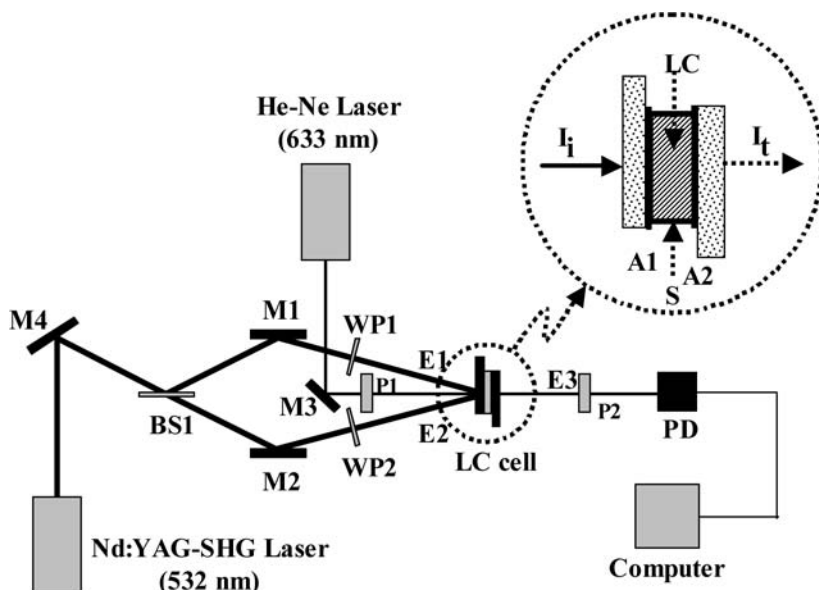 LC
He-Ne Laser
(633 nm)
Ii
It
A1
A2
S
M4
M1
WP1
E1
P1
M3
E3
P2
BS1
PD
E2
M2
WP2
LC cell
Nd:YAG-SHG Laser
(532 nm)
Computer